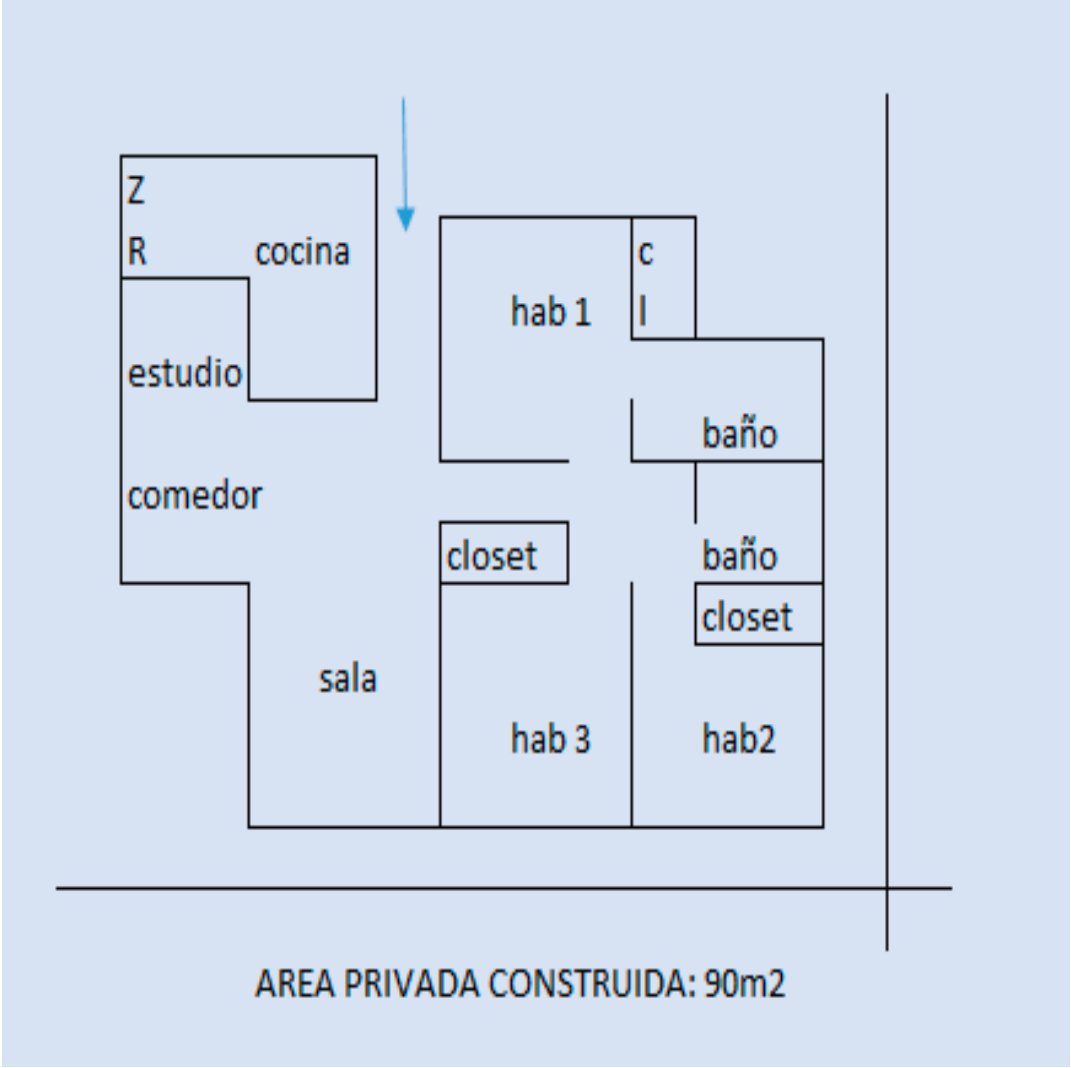 Z
R
cocina
c
l
hab 1
estudio
baño
comedor
closet
baño
closet
sala
hab 3
hab2
AREA PRIVADA CONSTRUIDA: 90m2